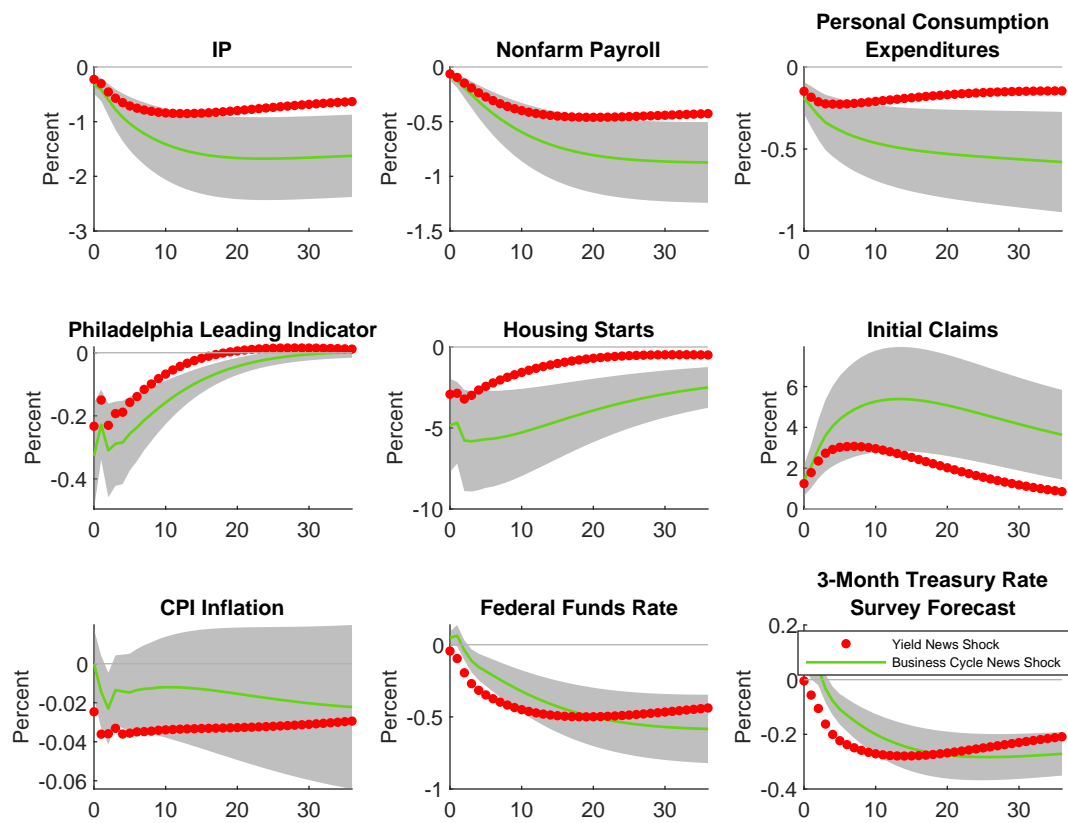 IP
Percent
0
-1
-2
-3
0 10 20 30
Nonfarm Payroll
Percent
0
-0.5
-1
-1.5
0 10 20 30
Personal Consumption
Expenditures
Percent
0
-0.5
-1
0 10 20 30
Philadelphia Leading Indicator
Percent
0
-0.2
-0.4
0 10 20 30
Housing Starts
Percent
0
-5
-10
0 10 20 30
Initial Claims
Percent
6
4
2
0
0 10 20 30
CPI Inflation
Percent
0
-0.02
-0.04
-0.06
0 10 20 30
Federal Funds Rate
Percent
0
-0.5
-1
0 10 20 30
3-Month Treasury Rate
Survey Forecast
Percent
0.2
0
-0.2
-0.4
0 10 20 30
Yield News Shock
Business Cycle News Shock